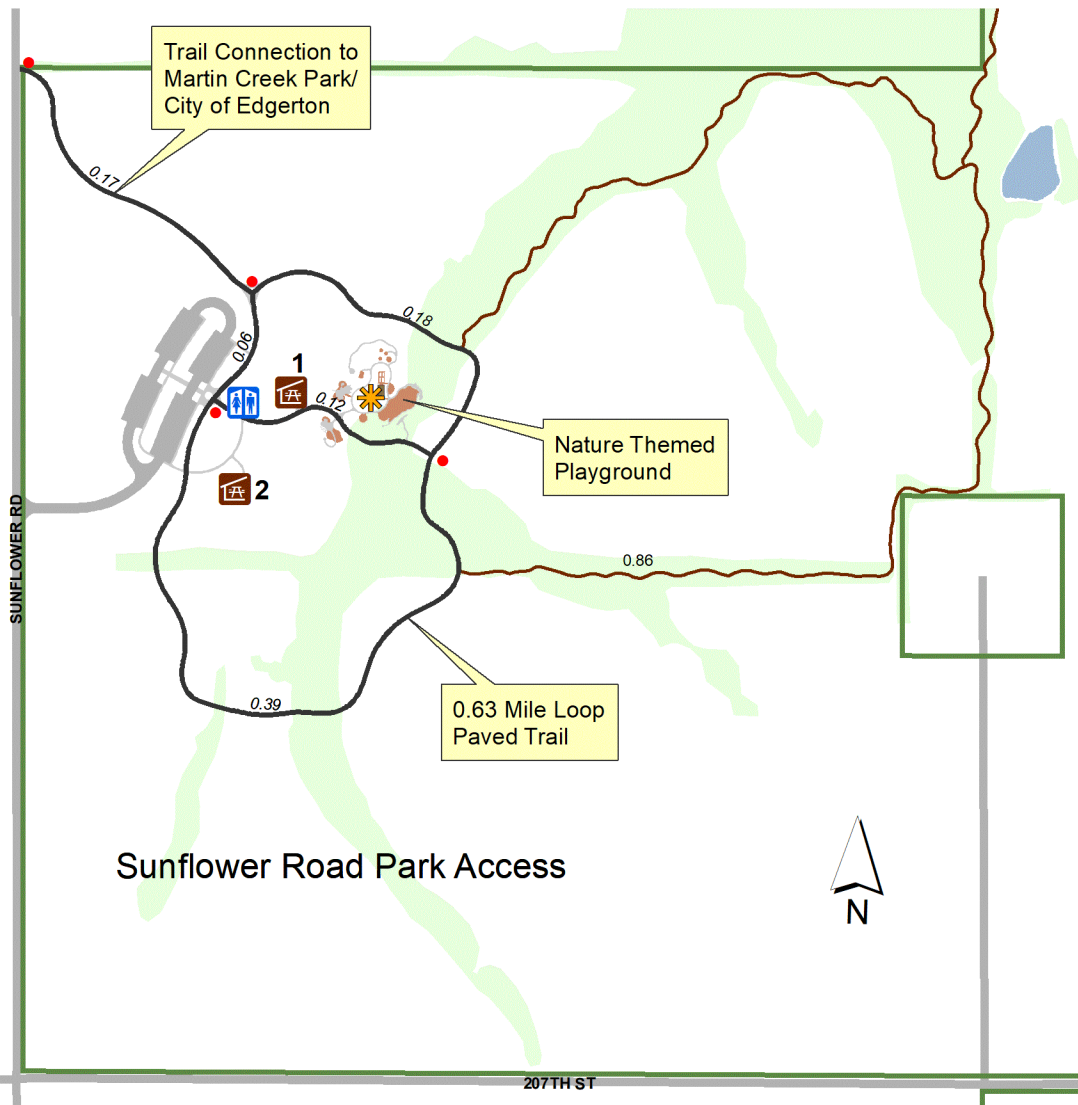 Trail Connection to
Martin Creek Park/
City of Edgerton
0.17
0.18
0.06
1
0.12
Nature Themed
Playground
2
SUNFLOWER RD
0.86
0.39
0.63 Mile Loop
Paved Trail
Sunflower Road Park Access
N
207TH ST